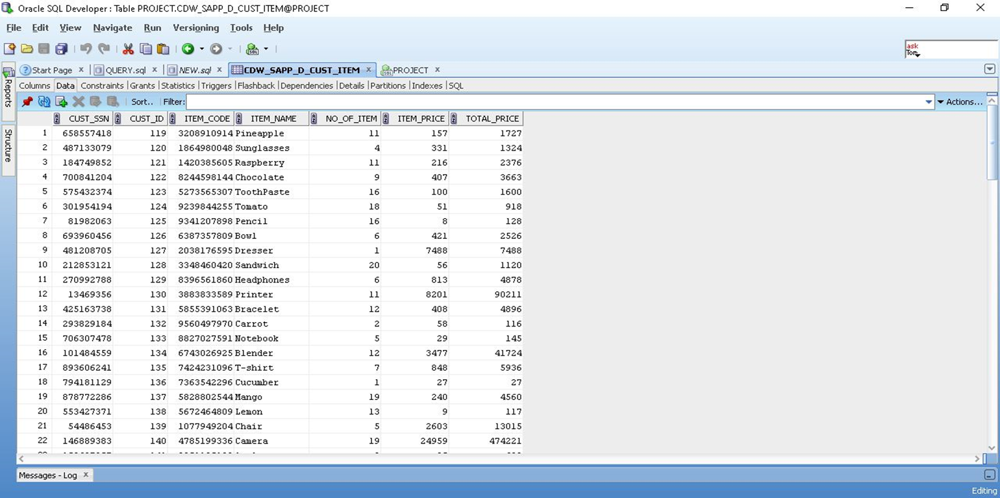 Oracle SQL Developer : Table PROJECT.CDW_SAPP_D_CUST_ITEM@PROJECT
File Edit View Navigate Run Versioning Tools Help
ask
Tom
Start Page QUERY.sql NEW.sql CDW_SAPP_D_CUST_ITEM PROJECT
Columns Data Constraints Grants Statistics Triggers Flashback Dependencies Details Partitions Indexes SQL
Reports
Structure
Sort.. Filter: Actions...
CUST_SSN CUST_ID ITEM_CODE ITEM_NAME NO_OF_ITEM ITEM_PRICE TOTAL_PRICE
1 658557418 119 3208910914 Pineapple 11 157 1727
2 487133079 120 1864980048 Sunglasses 4 331 1324
3 184749852 121 1420385605 Raspberry 11 216 2376
4 700841204 122 8244598144 Chocolate 9 407 3663
5 575432374 123 5273565307 ToothPaste 16 100 1600
6 301954194 124 9239844255 Tomato 18 51 918
7 81982063 125 9341207898 Pencil 16 8 128
8 693960456 126 6387357809 Bowl 6 421 2526
9 481208705 127 2038176595 Dresser 1 7488 7488
10 212853121 128 3348460420 Sandwich 20 56 1120
11 270992788 129 8396561860 Headphones 6 813 4878
12 13469356 130 3883833589 Printer 11 8201 90211
13 425163738 131 5855391063 Bracelet 12 408 4896
14 293829184 132 9560497970 Carrot 2 58 116
15 706307478 133 8827027591 Notebook 5 29 145
16 101484559 134 6743026925 Blender 12 3477 41724
17 893606241 135 7424231096 T-shirt 7 848 5936
18 794181129 136 7363542296 Cucumber 1 27 27
19 878772286 137 5828802544 Mango 19 240 4560
20 553427371 138 5672464809 Lemon 13 9 117
21 54486453 139 1077949204 Chair 5 2603 13015
22 146889383 140 4785199336 Camera 19 24959 474221
Messages - Log
Editing